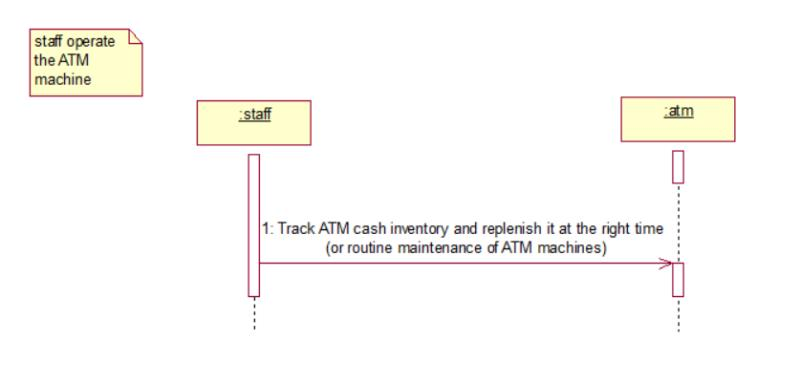 staff operate
the ATM
machine
:staff
:atm
1: Track ATM cash inventory and replenish it at the right time
(or routine maintenance of ATM machines)